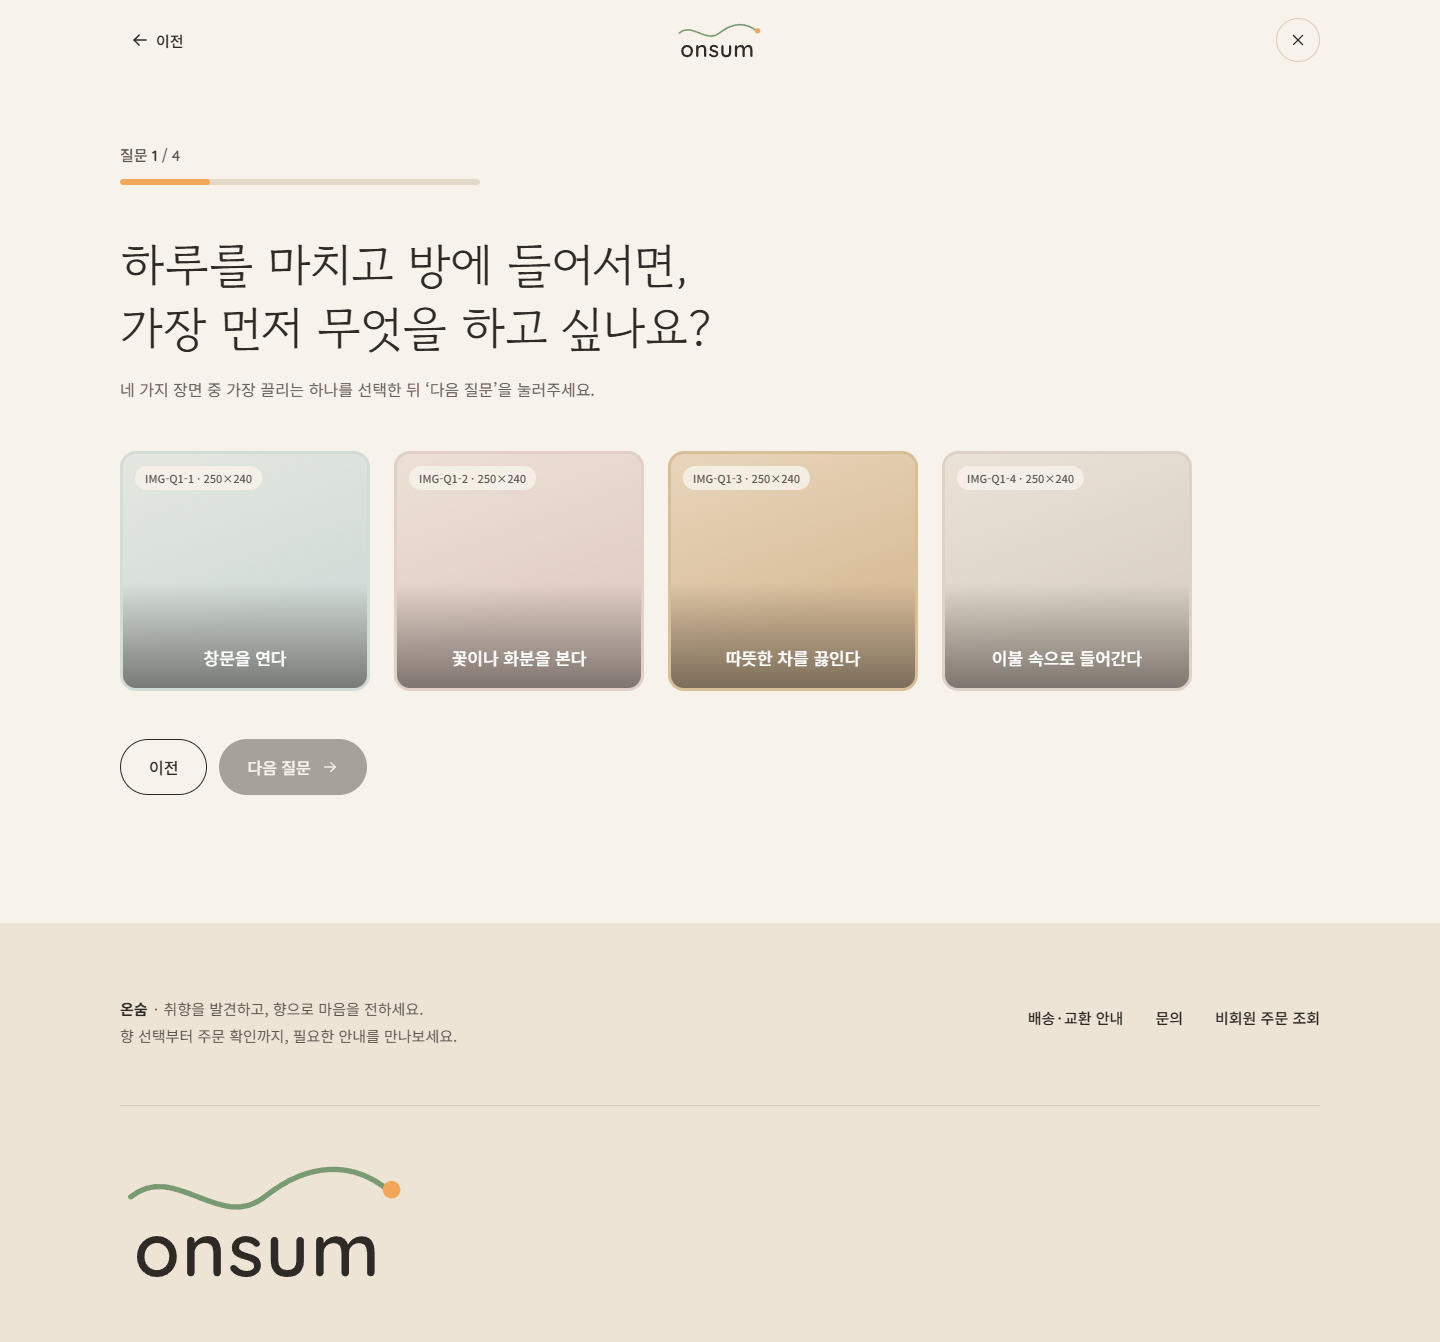 이전
onsum
질문 1 / 4
하루를 마치고 방에 들어서면,
가장 먼저 무엇을 하고 싶나요?
네 가지 장면 중 가장 끌리는 하나를 선택한 뒤 ‘다음 질문’을 눌러주세요.
IMG-Q1-1 · 250×240
창문을 연다
IMG-Q1-2 · 250×240
꽃이나 화분을 본다
IMG-Q1-3 · 250×240
따뜻한 차를 끓인다
IMG-Q1-4 · 250×240
이불 속으로 들어간다
이전
다음 질문
온숨 · 취향을 발견하고, 향으로 마음을 전하세요.
향 선택부터 주문 확인까지, 필요한 안내를 만나보세요.
배송·교환 안내
문의
비회원 주문 조회
onsum